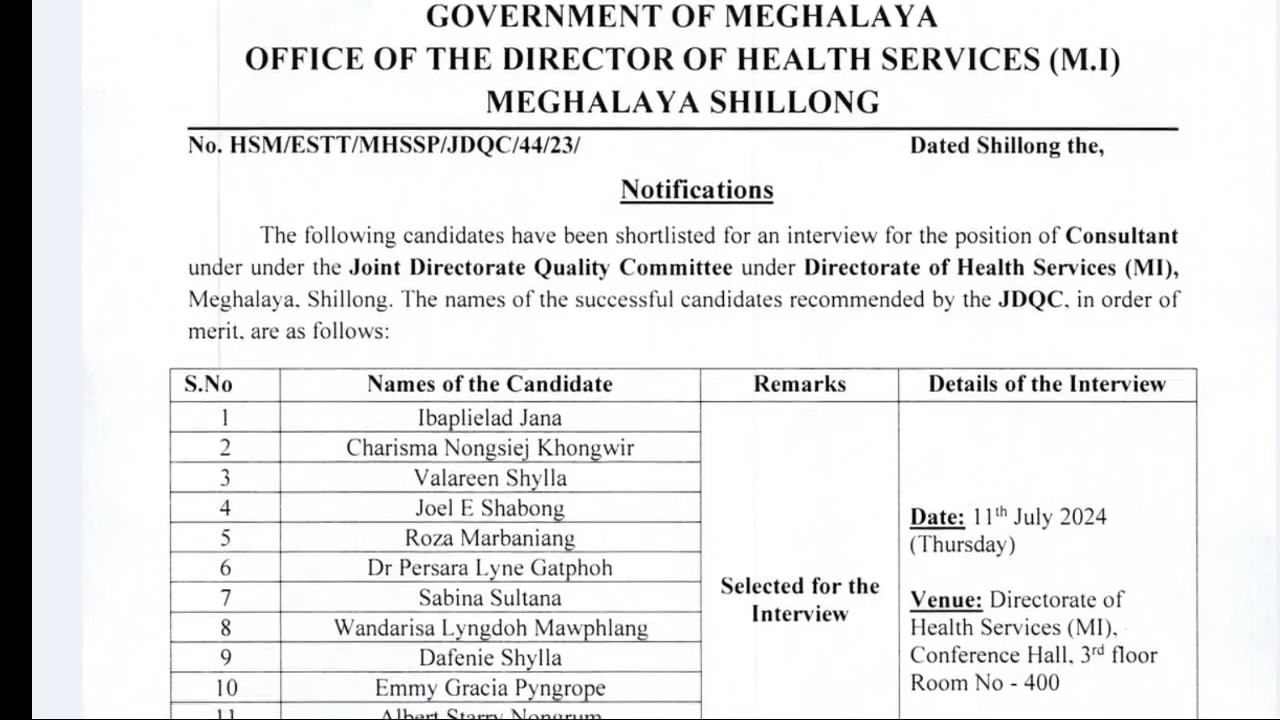 GOVERNMENT OF MEGHALAYA
OFFICE OF THE DIRECTOR OF HEALTH SERVICES (M.I)
MEGHALAYA SHILLONG
No. HSM/ESTT/MHSSP/JDQC/44/23/ Dated Shillong the,
Notifications
The following candidates have been shortlisted for an interview for the position of Consultant
under under the Joint Directorate Quality Committee under Directorate of Health Services (MI),
Meghalaya, Shillong. The names of the successful candidates recommended by the JDQC, in order of
merit, are as follows:
S.No Names of the Candidate Remarks Details of the Interview
1 Ibaplielad Jana
2 Charisma Nongsiej Khongwir
3 Valareen Shylla
4 Joel E Shabong
5 Roza Marbaniang
6 Dr Persara Lyne Gatphoh
7 Sabina Sultana
8 Wandarisa Lyngdoh Mawphlang
9 Dafenie Shylla
10 Emmy Gracia Pyngrope
11 Albert Starry Nongrum
Selected for the
Interview
Date: 11th July 2024
(Thursday)
Venue: Directorate of
Health Services (MI),
Conference Hall, 3rd floor
Room No - 400